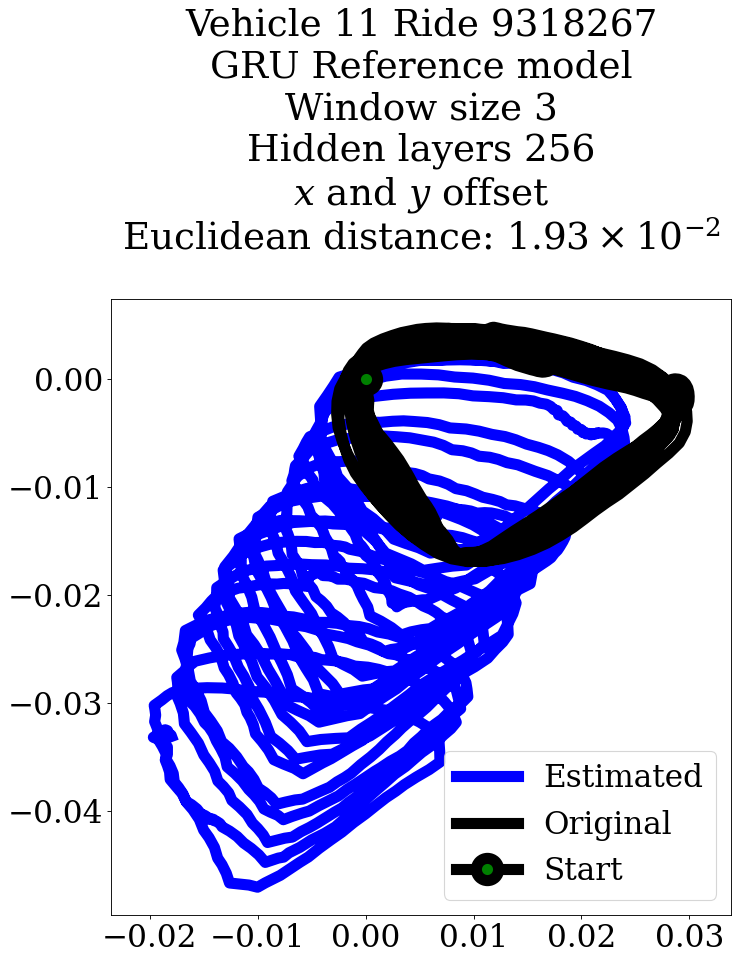 Vehicle 11 Ride 9318267
GRU Reference model
Window size 3
Hidden layers 256
x and y offset
Euclidean distance: 1.93 × 10⁻²
0.00
−0.01
−0.02
−0.03
−0.04
Estimated
Original
Start
−0.02 −0.01 0.00 0.01 0.02 0.03